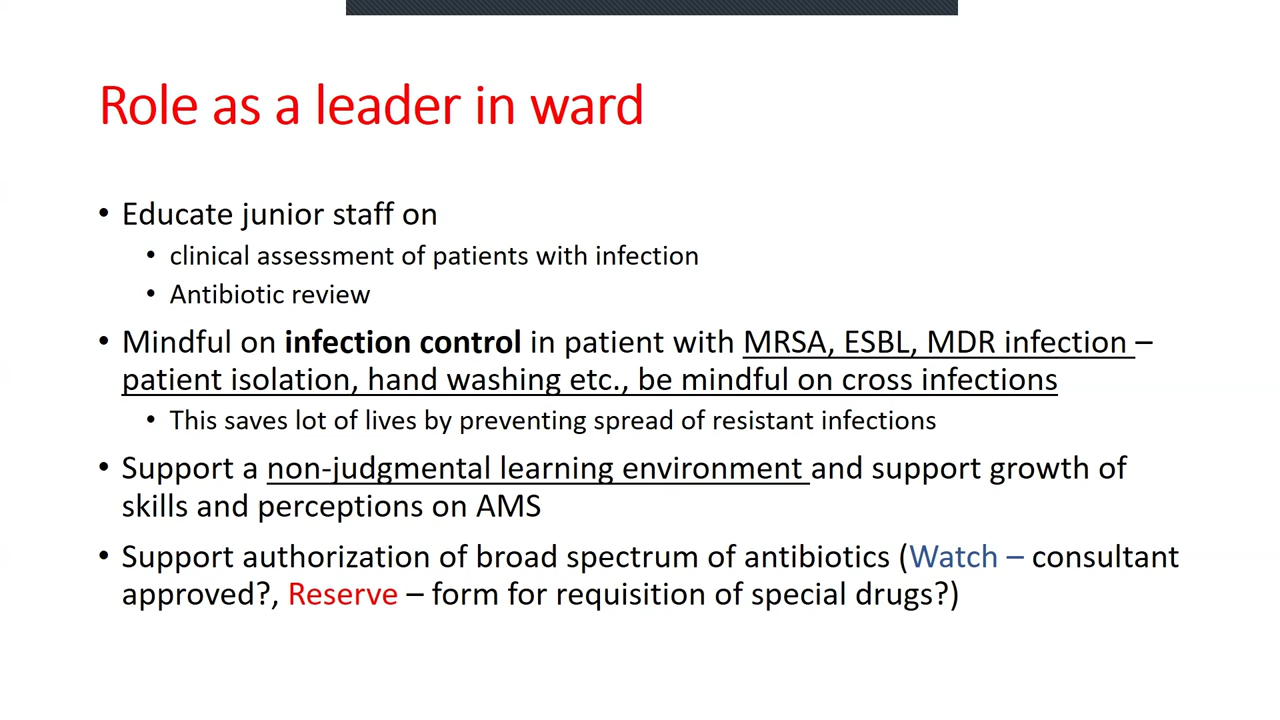 Role as a leader in ward
• Educate junior staff on
• clinical assessment of patients with infection
• Antibiotic review
• Mindful on infection control in patient with MRSA, ESBL, MDR infection –
patient isolation, hand washing etc., be mindful on cross infections
• This saves lot of lives by preventing spread of resistant infections
• Support a non-judgmental learning environment and support growth of
skills and perceptions on AMS
• Support authorization of broad spectrum of antibiotics (Watch – consultant
approved?, Reserve – form for requisition of special drugs?)